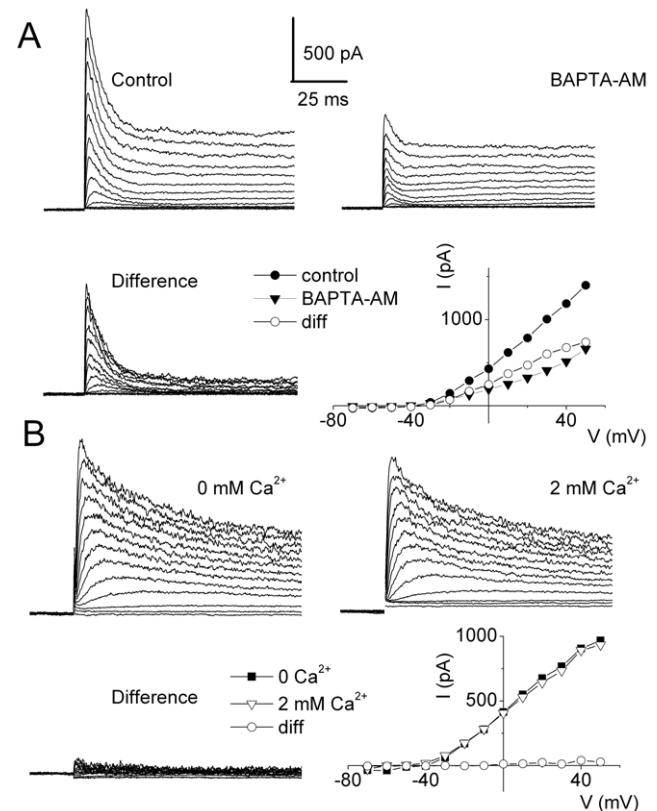 A
Control
500 pA
25 ms
BAPTA-AM
Difference
control
BAPTA-AM
diff
I (pA)
1000
-80
-40
0
40
V (mV)
B
0 mM Ca²⁺
2 mM Ca²⁺
Difference
0 Ca²⁺
2 mM Ca²⁺
diff
I (pA)
1000
500
-80
-40
0
40
V (mV)